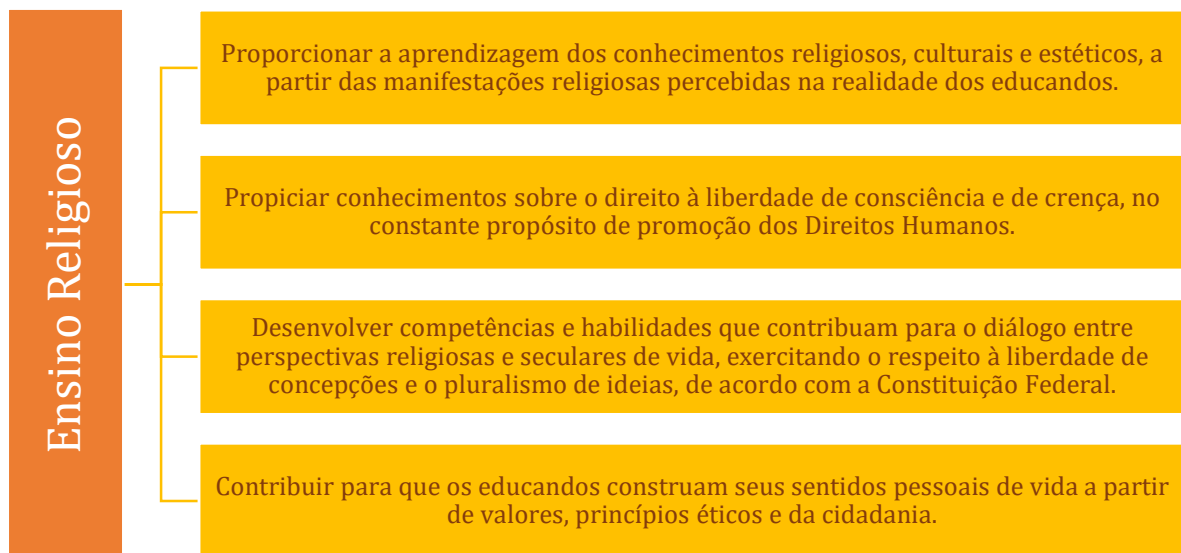 Ensino Religioso
Proporcionar a aprendizagem dos conhecimentos religiosos, culturais e estéticos, a
partir das manifestações religiosas percebidas na realidade dos educandos.
Propiciar conhecimentos sobre o direito à liberdade de consciência e de crença, no
constante propósito de promoção dos Direitos Humanos.
Desenvolver competências e habilidades que contribuam para o diálogo entre
perspectivas religiosas e seculares de vida, exercitando o respeito à liberdade de
concepções e o pluralismo de ideias, de acordo com a Constituição Federal.
Contribuir para que os educandos construam seus sentidos pessoais de vida a partir
de valores, princípios éticos e da cidadania.